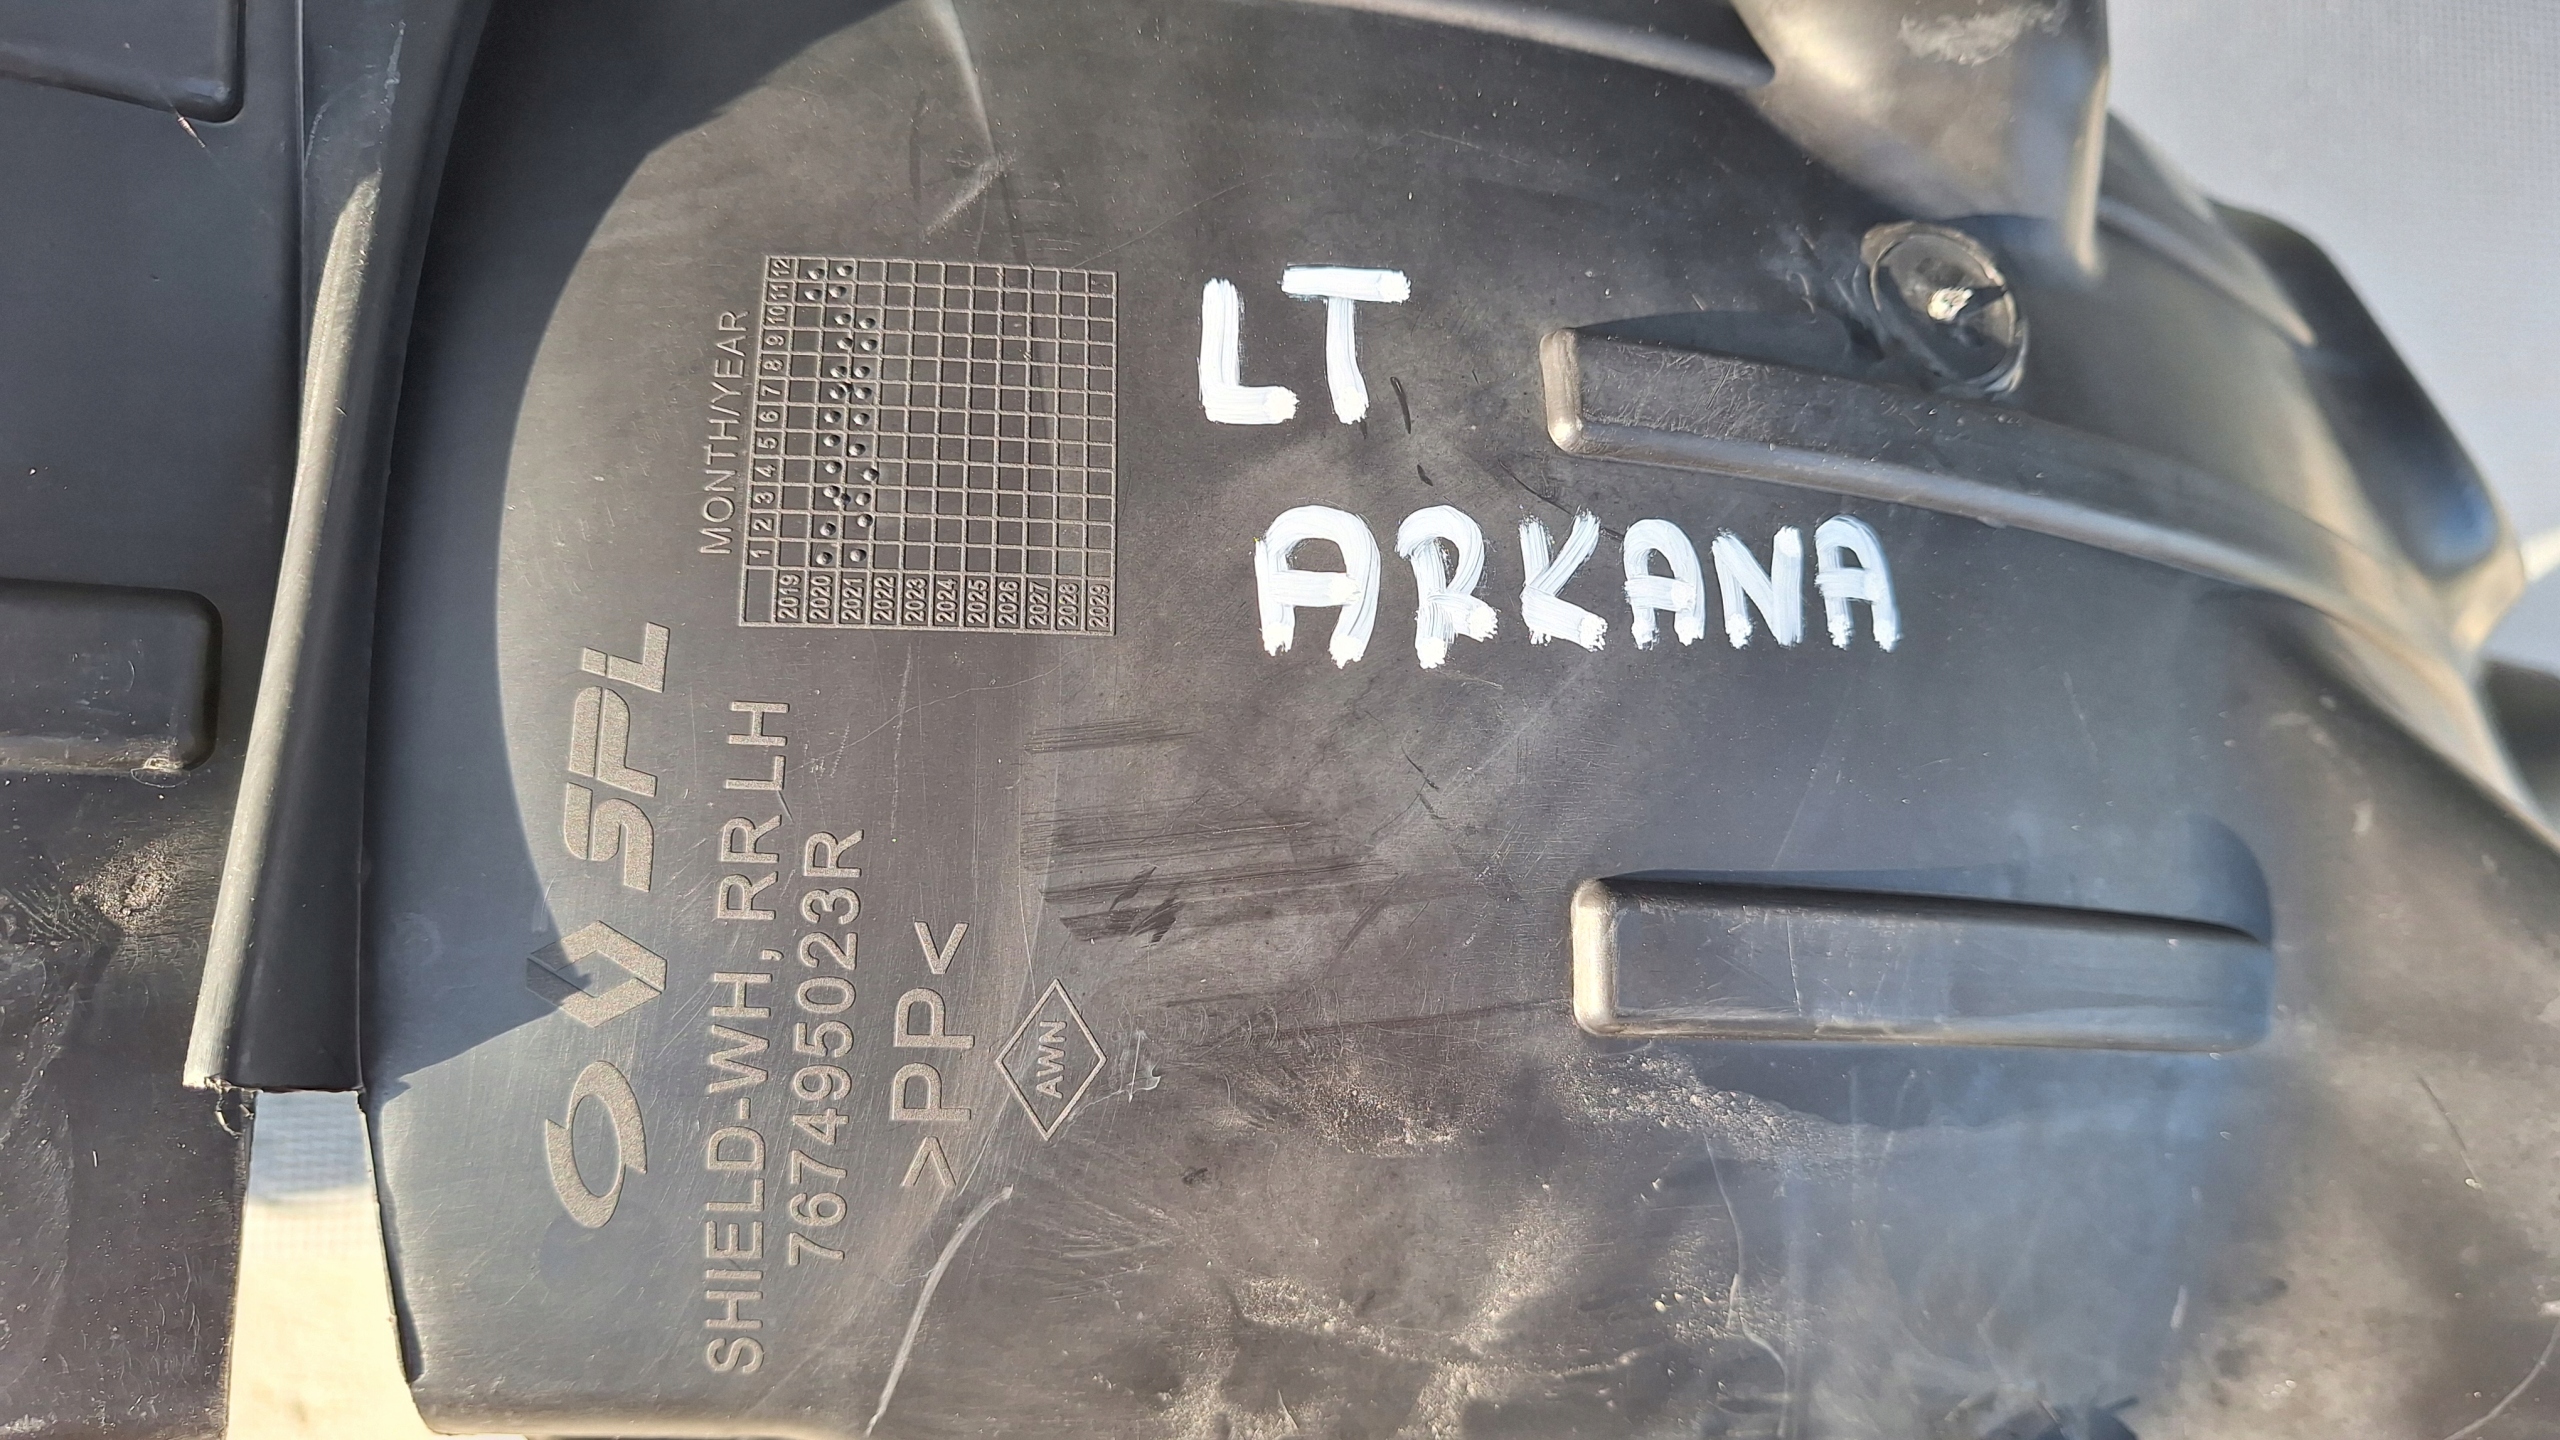 LT
ARKANA
SPL
SHIELD-WH, RR LH
767495023R
>PP<
AWN
MONTH/YEAR
1 2 3 4 5 6 7 8 9 10 11 12
2019
2020
2021
2022
2023
2024
2025
2026
2027
2028
2029